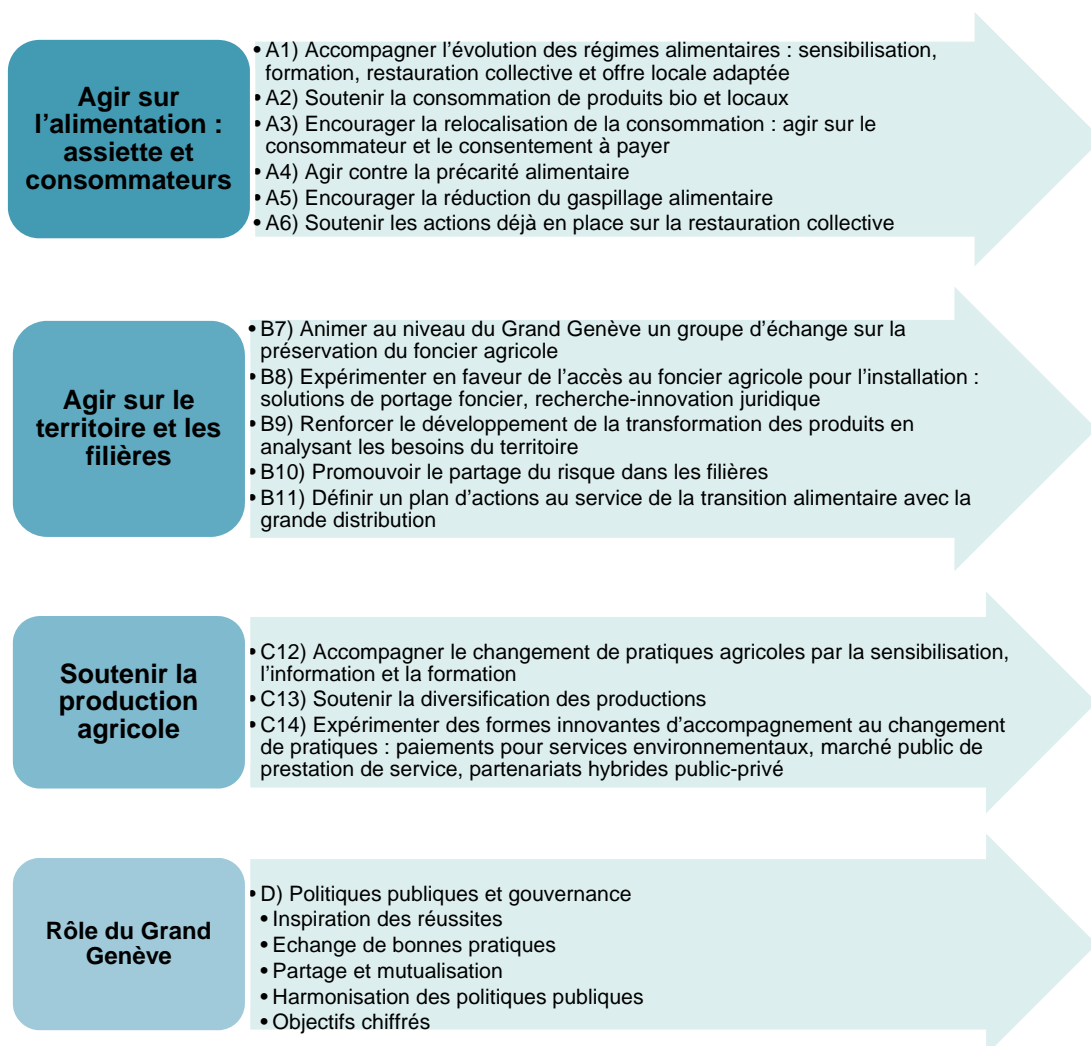 Agir sur
l'alimentation :
assiette et
consommateurs
• A1) Accompagner l'évolution des régimes alimentaires : sensibilisation,
formation, restauration collective et offre locale adaptée
• A2) Soutenir la consommation de produits bio et locaux
• A3) Encourager la relocalisation de la consommation : agir sur le
consommateur et le consentement à payer
• A4) Agir contre la précarité alimentaire
• A5) Encourager la réduction du gaspillage alimentaire
• A6) Soutenir les actions déjà en place sur la restauration collective
Agir sur le
territoire et les
filières
• B7) Animer au niveau du Grand Genève un groupe d'échange sur la
préservation du foncier agricole
• B8) Expérimenter en faveur de l'accès au foncier agricole pour l'installation :
solutions de portage foncier, recherche-innovation juridique
• B9) Renforcer le développement de la transformation des produits en
analysant les besoins du territoire
• B10) Promouvoir le partage du risque dans les filières
• B11) Définir un plan d'actions au service de la transition alimentaire avec la
grande distribution
Soutenir la
production
agricole
• C12) Accompagner le changement de pratiques agricoles par la sensibilisation,
l'information et la formation
• C13) Soutenir la diversification des productions
• C14) Expérimenter des formes innovantes d'accompagnement au changement
de pratiques : paiements pour services environnementaux, marché public de
prestation de service, partenariats hybrides public-privé
Rôle du Grand
Genève
• D) Politiques publiques et gouvernance
• Inspiration des réussites
• Echange de bonnes pratiques
• Partage et mutualisation
• Harmonisation des politiques publiques
• Objectifs chiffrés